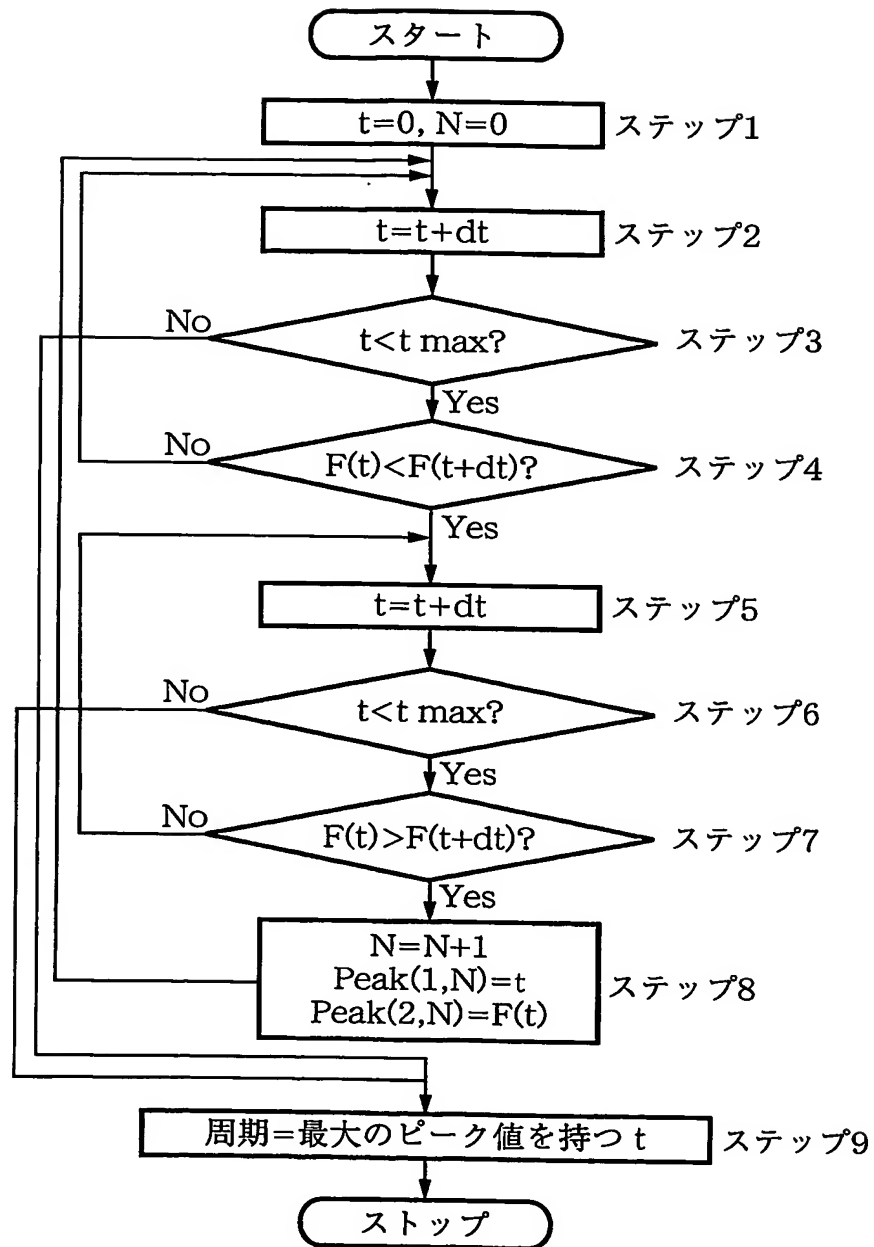 スタート
t=0, N=0
ステップ1
t=t+dt
ステップ2
No
t<t max?
ステップ3
Yes
No
F(t)<F(t+dt)?
ステップ4
Yes
t=t+dt
ステップ5
No
t<t max?
ステップ6
Yes
No
F(t)>F(t+dt)?
ステップ7
Yes
N=N+1
Peak(1,N)=t
Peak(2,N)=F(t)
ステップ8
周期=最大のピーク値を持つ t
ステップ9
ストップ